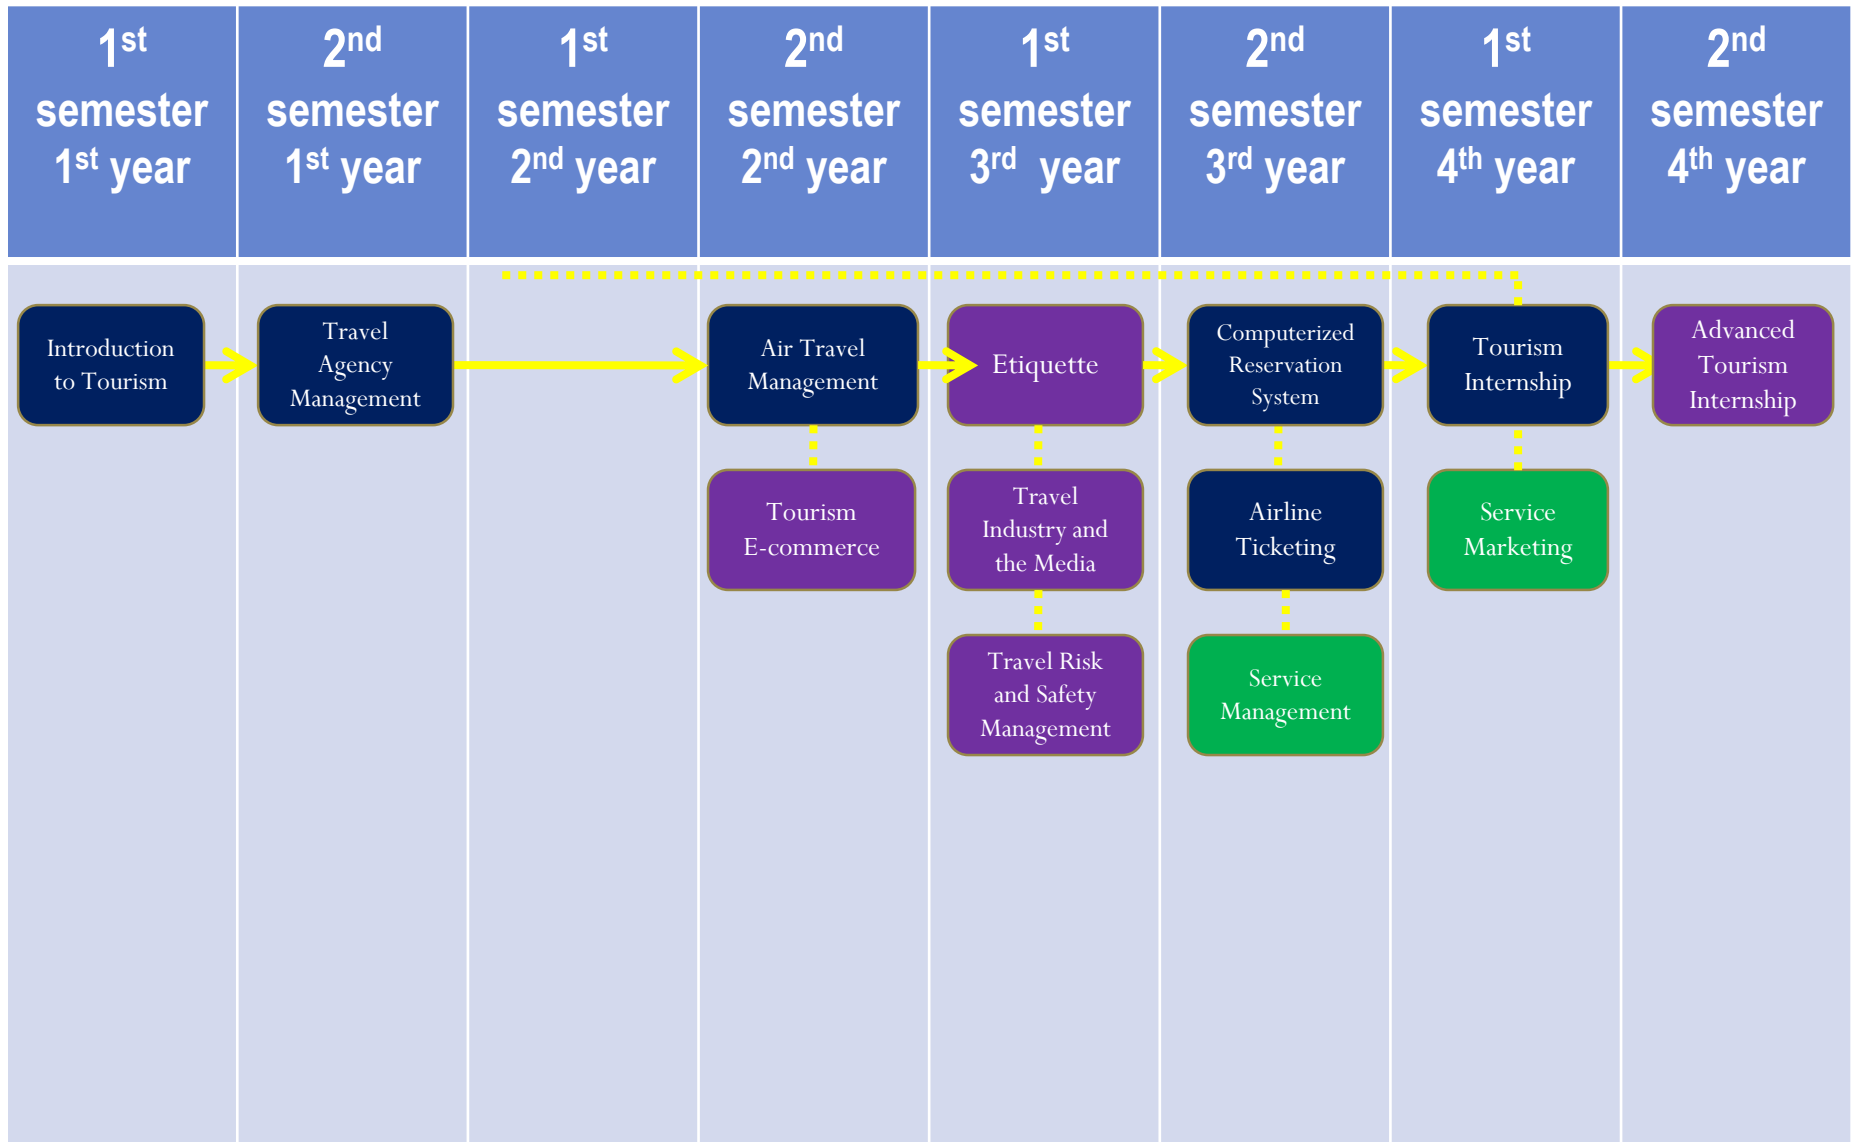 1st
semester
1st year
2nd
semester
1st year
1st
semester
2nd year
2nd
semester
2nd year
1st
semester
3rd year
2nd
semester
3rd year
1st
semester
4th year
2nd
semester
4th year
Introduction
to Tourism
Travel
Agency
Management
Air Travel
Management
Etiquette
Computerized
Reservation
System
Tourism
Internship
Advanced
Tourism
Internship
Tourism
E-commerce
Travel
Industry and
the Media
Airline
Ticketing
Service
Marketing
Travel Risk
and Safety
Management
Service
Management